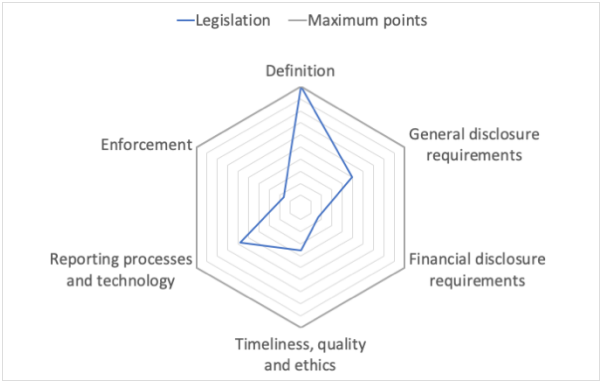 Legislation Maximum points
Definition
General disclosure
requirements
Enforcement
Reporting processes
and technology
Financial disclosure
requirements
Timeliness, quality
and ethics